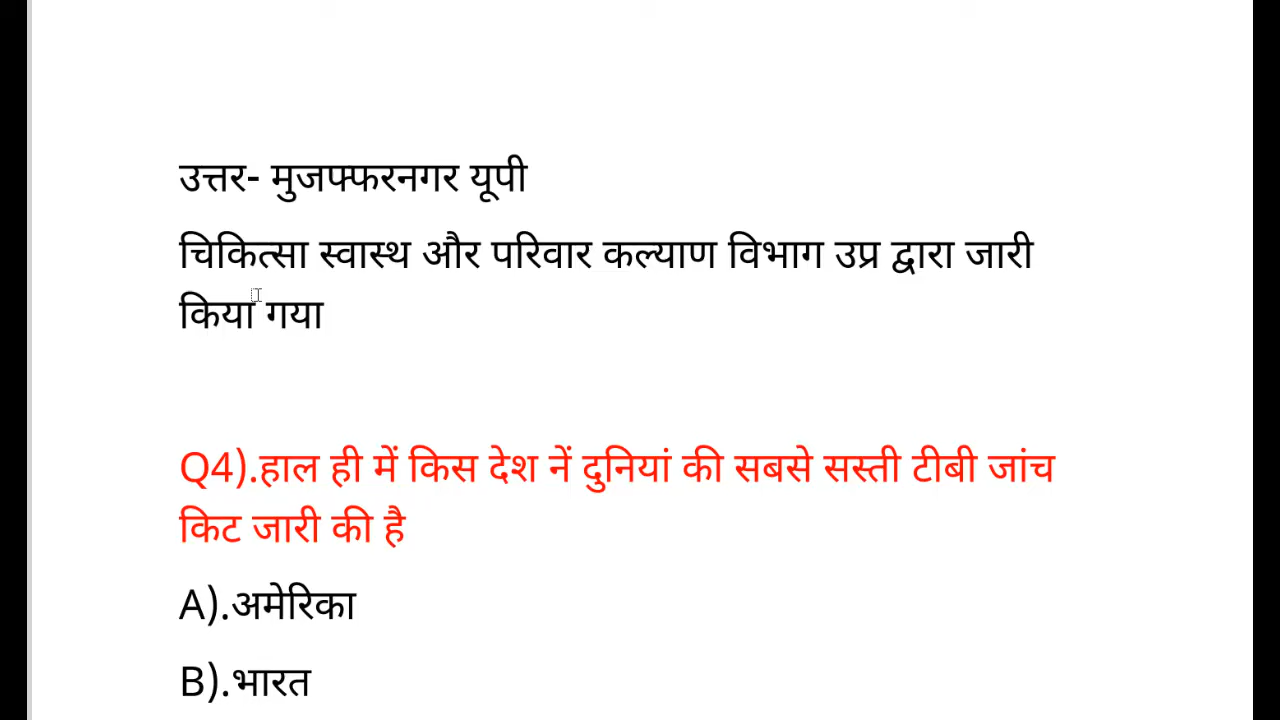 उत्तर- मुजफ्फरनगर यूपी
चिकित्सा स्वास्थ और परिवार कल्याण विभाग उप्र द्वारा जारी
किया गया
Q4).हाल ही में किस देश नें दुनियां की सबसे सस्ती टीबी जांच
किट जारी की है
A).अमेरिका
B).भारत